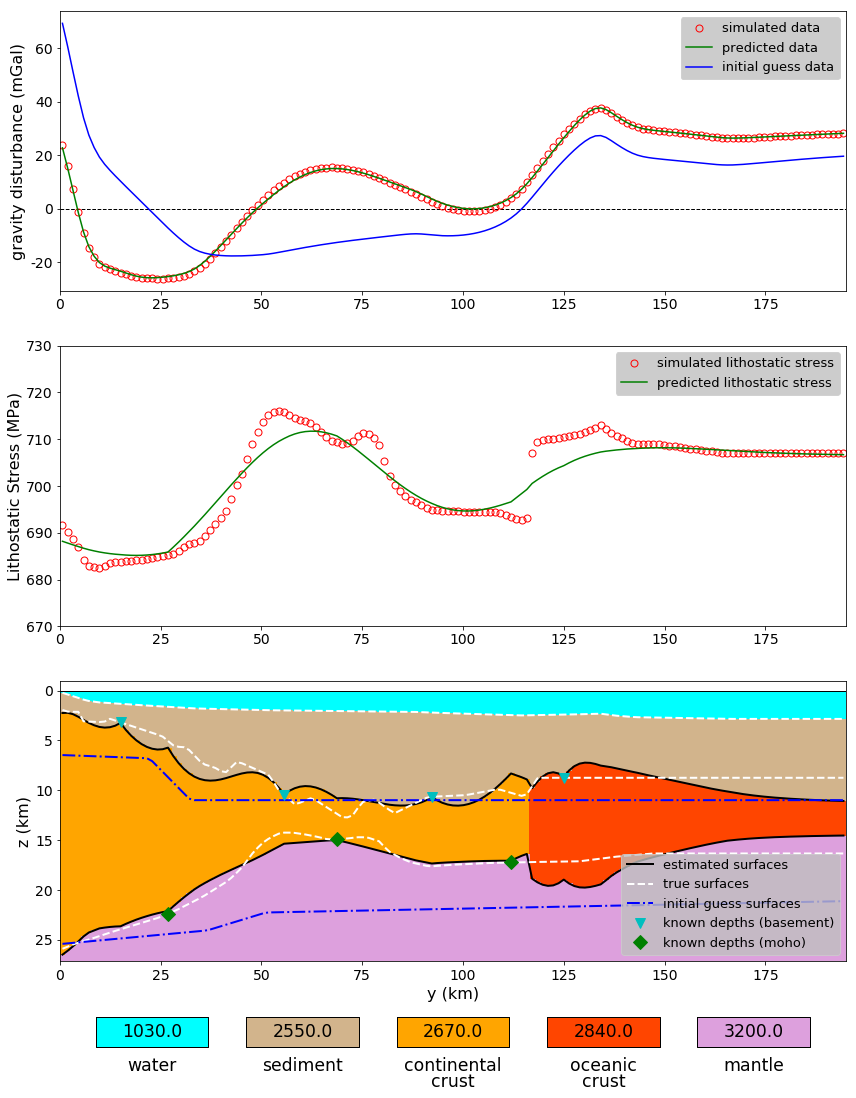 gravity disturbance (mGal)
60
40
20
0
-20
simulated data
predicted data
initial guess data
0 25 50 75 100 125 150 175
Lithostatic Stress (MPa)
730
720
710
700
690
680
670
simulated lithostatic stress
predicted lithostatic stress
0 25 50 75 100 125 150 175
z (km)
0
5
10
15
20
25
estimated surfaces
true surfaces
initial guess surfaces
known depths (basement)
known depths (moho)
0 25 50 75 100 125 150 175
y (km)
1030.0 2550.0 2670.0 2840.0 3200.0
water sediment continental oceanic mantle
crust crust